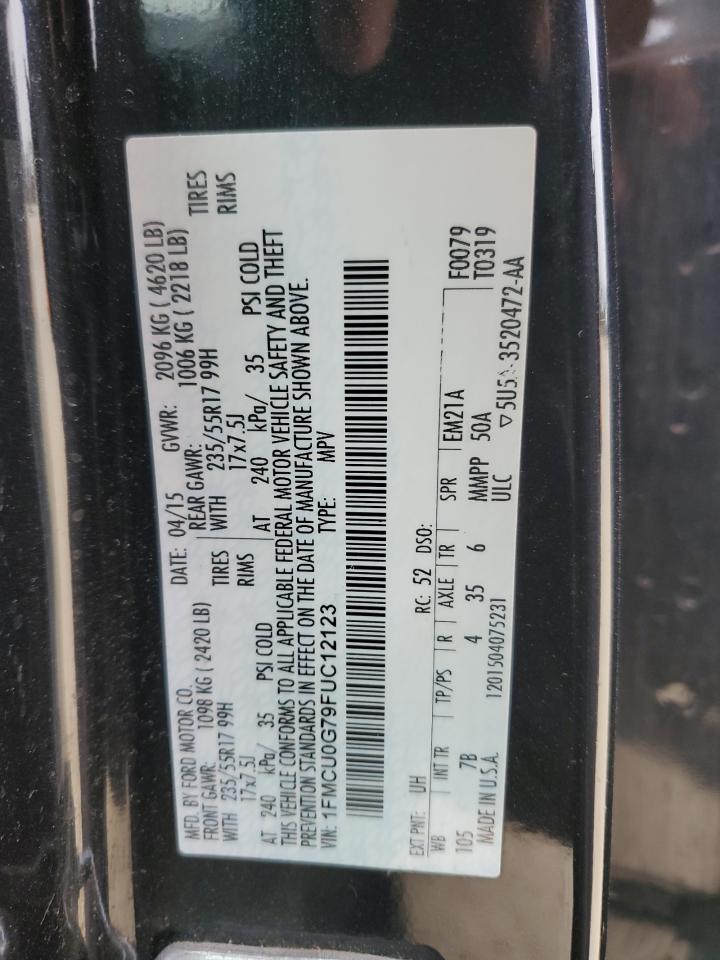 MFD. BY FORD MOTOR CO. DATE: 04/15 GVWR: 2096 KG ( 4620 LB)
FRONT GAWR: 1098 KG ( 2420 LB) REAR GAWR: 1006 KG ( 2218 LB)
WITH 235/55R17 99H TIRES WITH 235/55R17 99H TIRES
17x7.5J RIMS 17x7.5J RIMS
AT 240 kPa/ 35 PSI COLD AT 240 kPa/ 35 PSI COLD
THIS VEHICLE CONFORMS TO ALL APPLICABLE FEDERAL MOTOR VEHICLE SAFETY AND THEFT
PREVENTION STANDARDS IN EFFECT ON THE DATE OF MANUFACTURE SHOWN ABOVE.
VIN: 1FMCU0G79FUC12123 TYPE: MPV
EXT PNT: UH RC: 52 DSO: F0079
WB INT TR TP/PS R AXLE TR SPR EM21A T0319
105 7B 4 35 6 MMPP 50A
MADE IN U.S.A. 1201504075231 ULC -3520472-AA